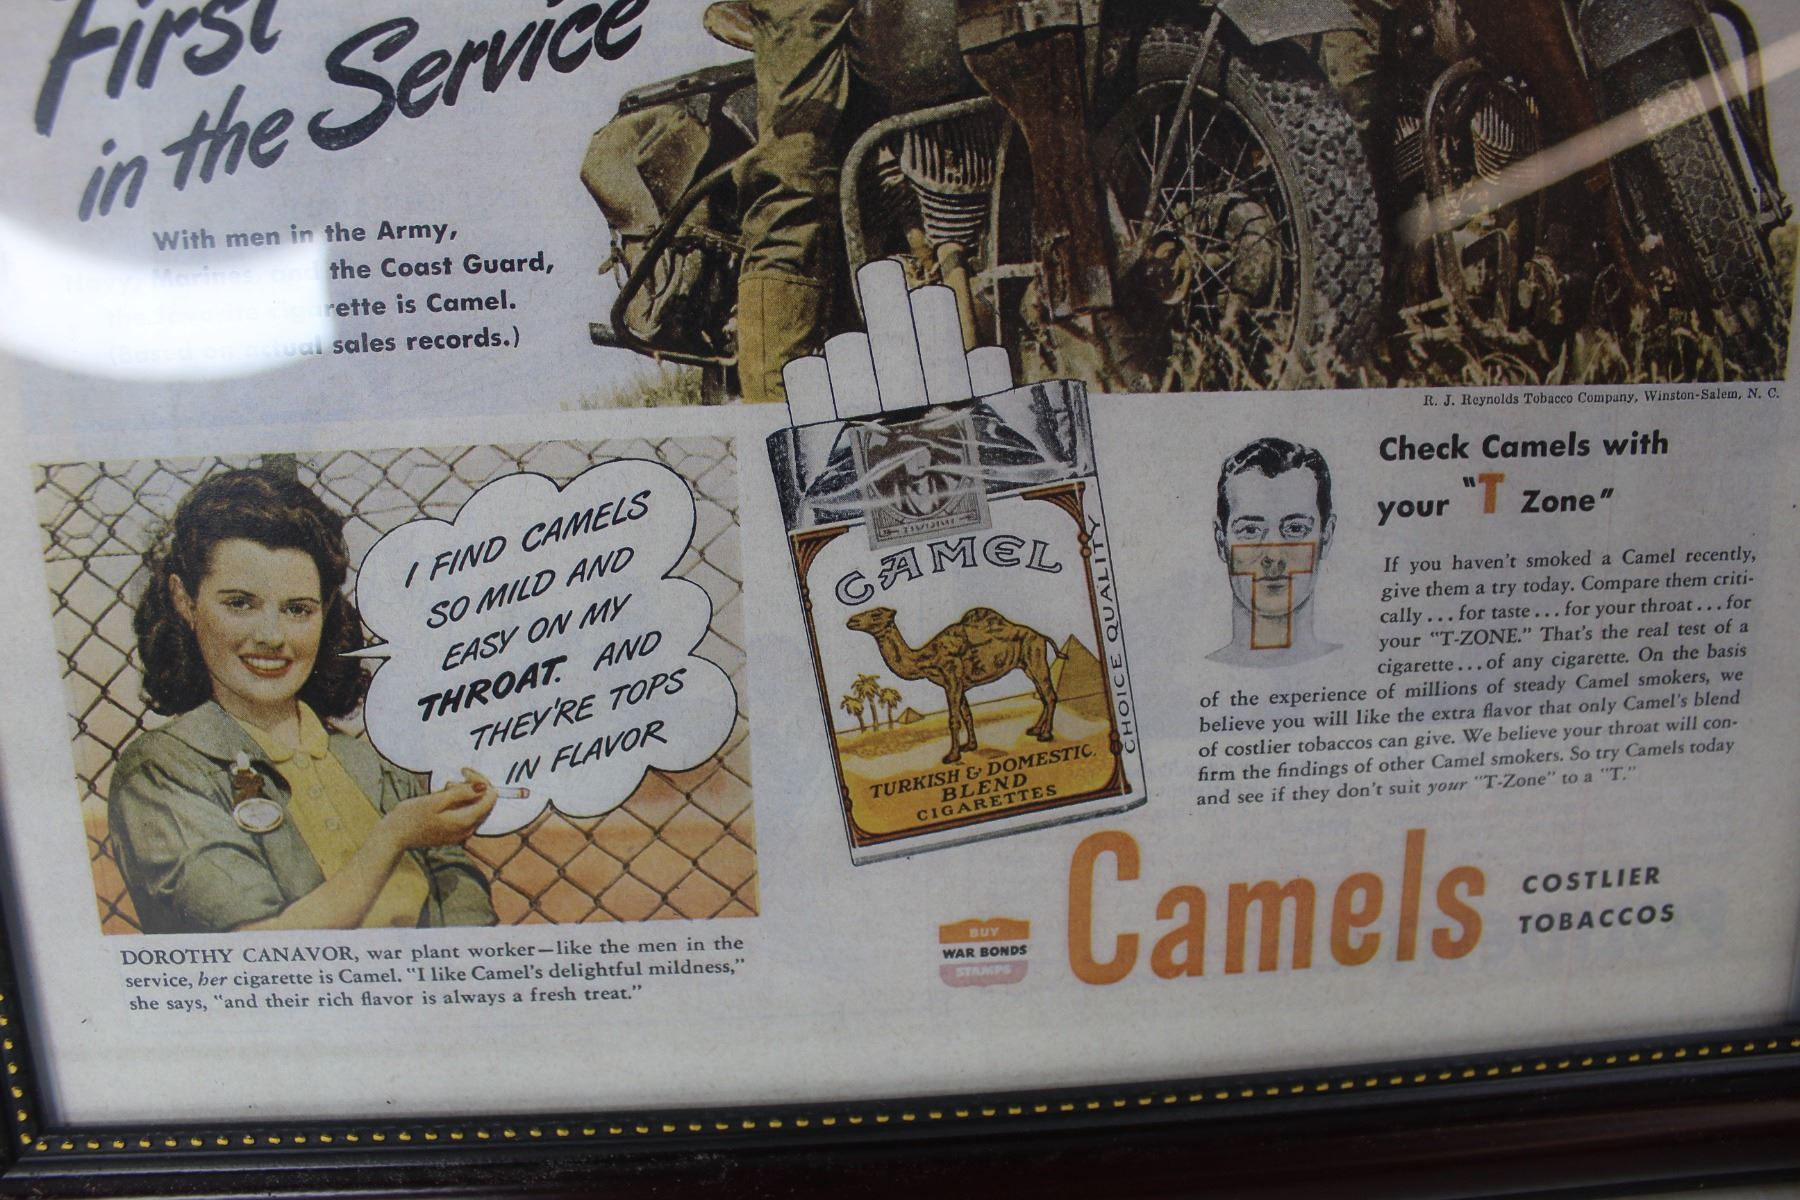 First
in the Service
With men in the Army,
Marines, and the Coast Guard,
cigarette is Camel.
(Based on actual sales records.)
R. J. Reynolds Tobacco Company, Winston-Salem, N. C.
I FIND CAMELS
SO MILD AND
EASY ON MY
THROAT. AND
THEY'RE TOPS
IN FLAVOR
DOROTHY CANAVOR, war plant worker—like the men in the
service, her cigarette is Camel. "I like Camel's delightful mildness,"
she says, "and their rich flavor is always a fresh treat."
CAMEL
CHOICE QUALITY
TURKISH & DOMESTIC
BLEND
CIGARETTES
Check Camels with
your "T Zone"
If you haven't smoked a Camel recently,
give them a try today. Compare them criti-
cally . . . for taste . . . for your throat . . . for
your "T-ZONE." That's the real test of a
cigarette . . . of any cigarette. On the basis
of the experience of millions of steady Camel smokers, we
believe you will like the extra flavor that only Camel's blend
of costlier tobaccos can give. We believe your throat will con-
firm the findings of other Camel smokers. So try Camels today
and see if they don't suit your "T-Zone" to a "T."
BUY
WAR BONDS
STAMPS
Camels
COSTLIER
TOBACCOS